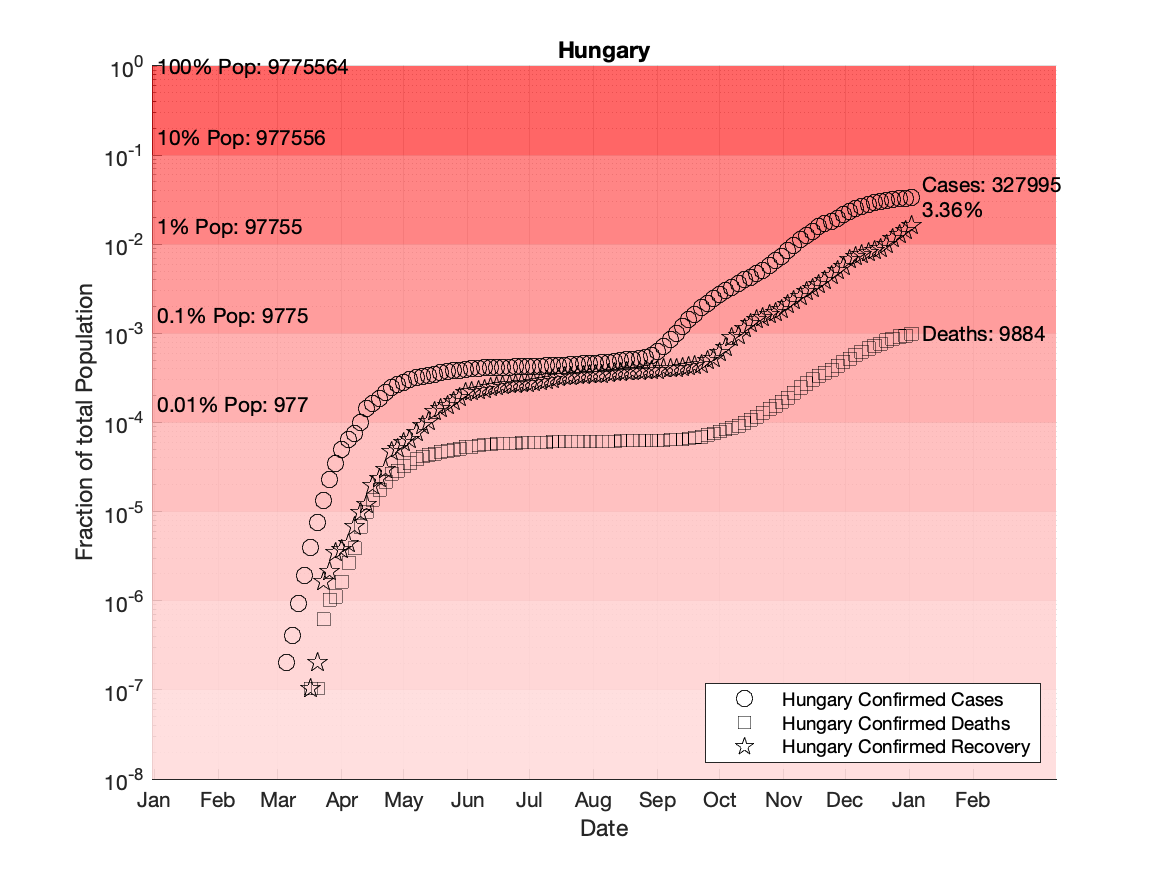 Hungary
10^0
100% Pop: 9775564
10% Pop: 977556
10^-1
Cases: 327995
3.36%
1% Pop: 97755
10^-2
0.1% Pop: 9775
10^-3
Deaths: 9884
0.01% Pop: 977
10^-4
10^-5
10^-6
10^-7
10^-8
Fraction of total Population
Hungary Confirmed Cases
Hungary Confirmed Deaths
Hungary Confirmed Recovery
Jan Feb Mar Apr May Jun Jul Aug Sep Oct Nov Dec Jan Feb
Date